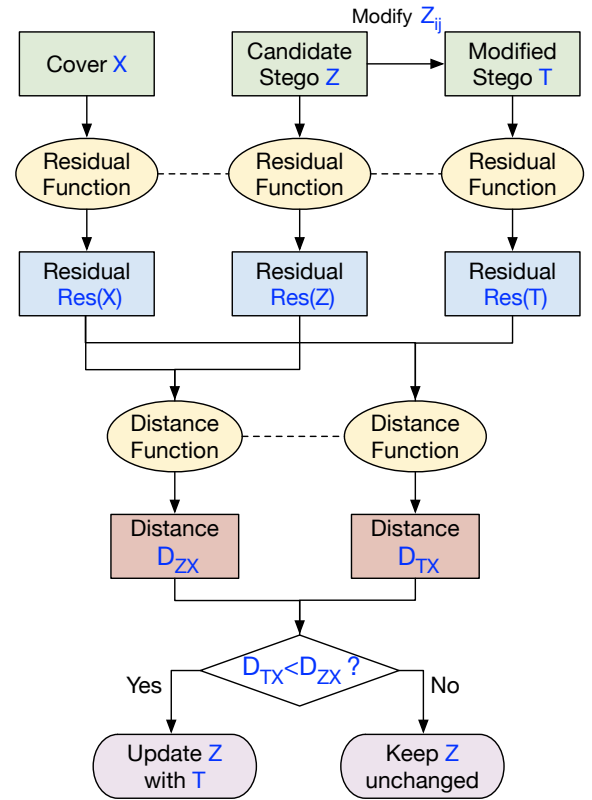 Modify Z_ij
Cover X
Candidate
Stego Z
Modified
Stego T
Residual
Function
Residual
Function
Residual
Function
Residual
Res(X)
Residual
Res(Z)
Residual
Res(T)
Distance
Function
Distance
Function
Distance
D_ZX
Distance
D_TX
D_TX<D_ZX ?
Yes
No
Update Z
with T
Keep Z
unchanged